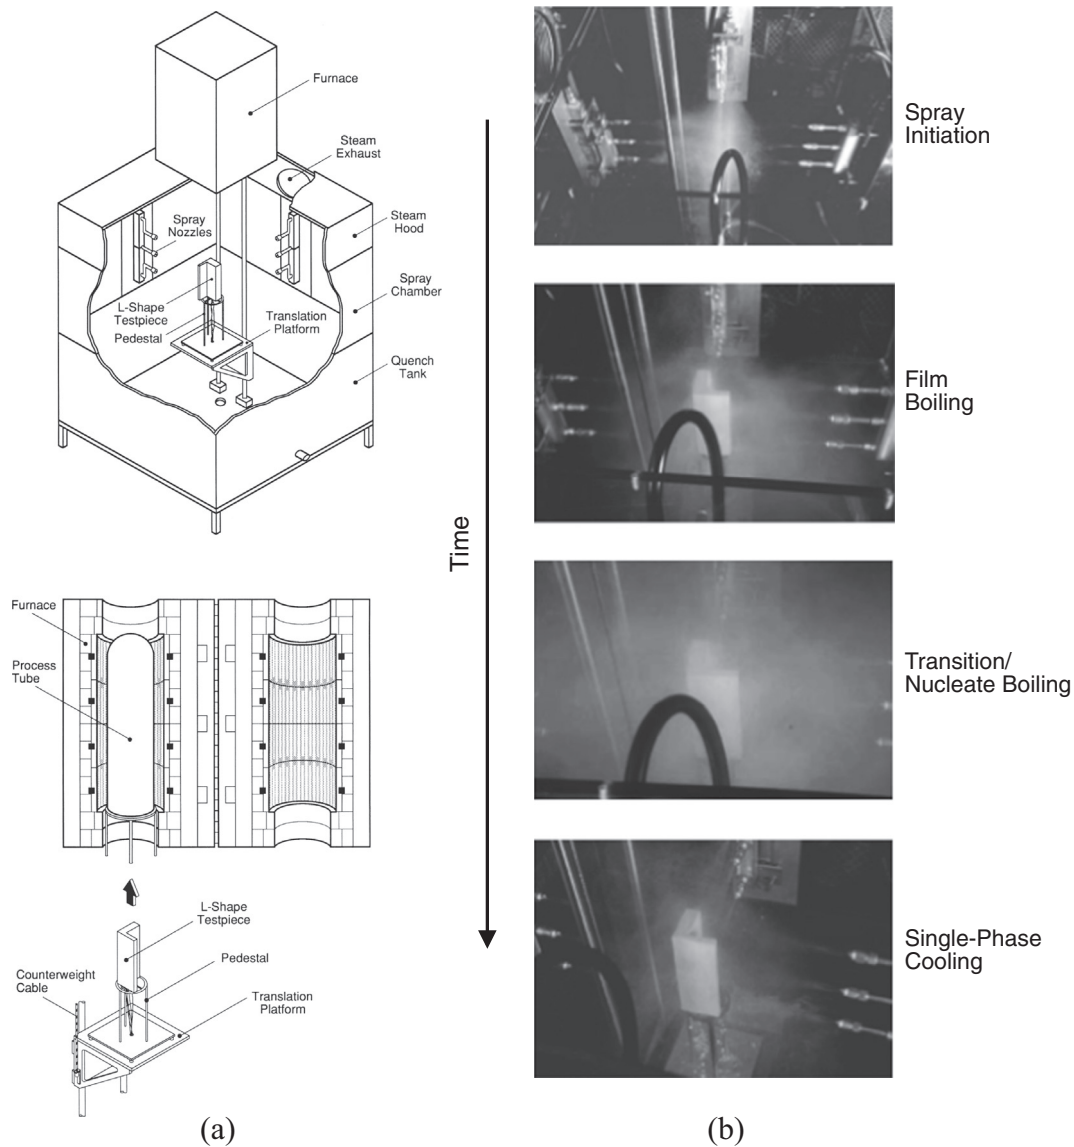 Furnace
Steam
Exhaust
Spray
Nozzles
Steam
Hood
L-Shape
Testpiece
Pedestal
Translation
Platform
Spray
Chamber
Quench
Tank
Furnace
Process
Tube
L-Shape
Testpiece
Counterweight
Cable
Pedestal
Translation
Platform
(a)
Time
Spray
Initiation
Film
Boiling
Transition/
Nucleate Boiling
Single-Phase
Cooling
(b)